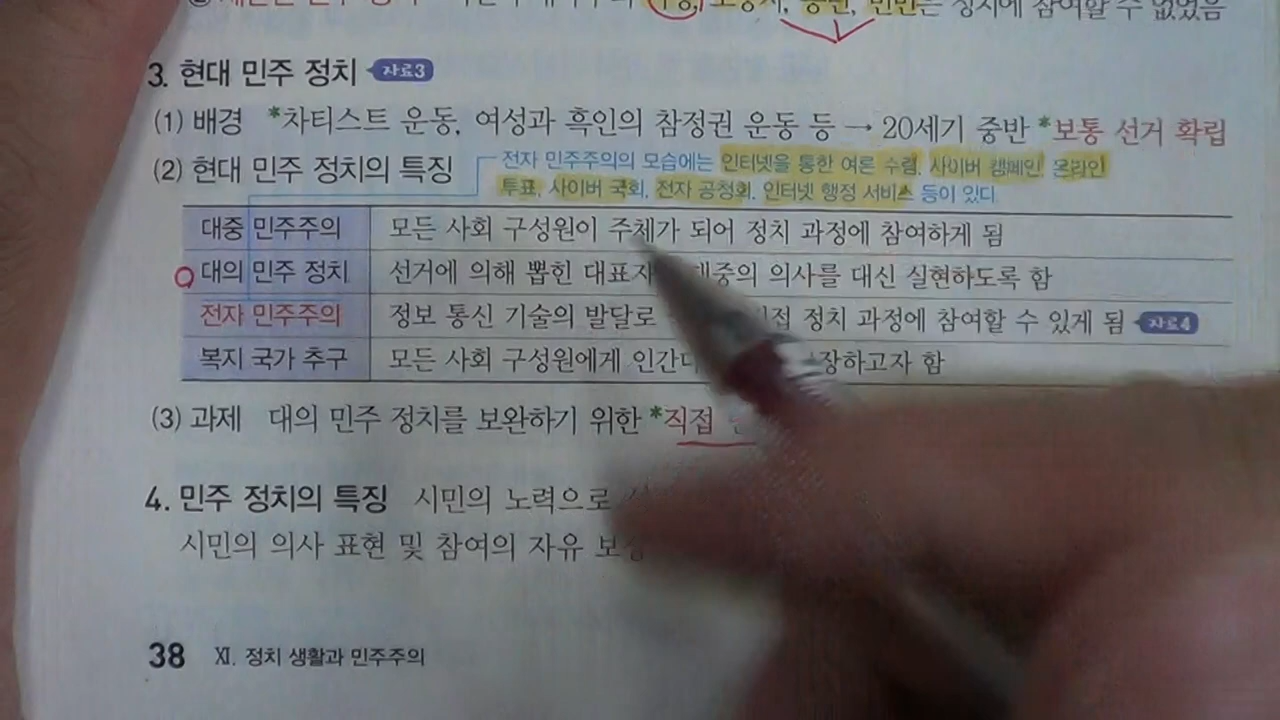 빈민은 정치에 참여할 수 없었음
3. 현대 민주 정치 자료3
(1) 배경 *차티스트 운동, 여성과 흑인의 참정권 운동 등 → 20세기 중반 *보통 선거 확립
(2) 현대 민주 정치의 특징
전자 민주주의의 모습에는 인터넷을 통한 여론 수렴, 사이버 캠페인, 온라인
투표, 사이버 국회, 전자 공청회, 인터넷 행정 서비스 등이 있다.
대중 민주주의 모든 사회 구성원이 주체가 되어 정치 과정에 참여하게 됨
대의 민주 정치 선거에 의해 뽑힌 의사를 대신 실현하도록 함
전자 민주주의 정보 통신 기술의 발달로 정치 과정에 참여할 수 있게 됨 자료4
복지 국가 추구 모든 사회 구성원에게 함
(3) 과제 대의 민주 정치를 보완하기 위한 *직접
4. 민주 정치의 특징 시민의 노력으로
시민의 의사 표현 및 참여의 자유
38 XI. 정치 생활과 민주주의